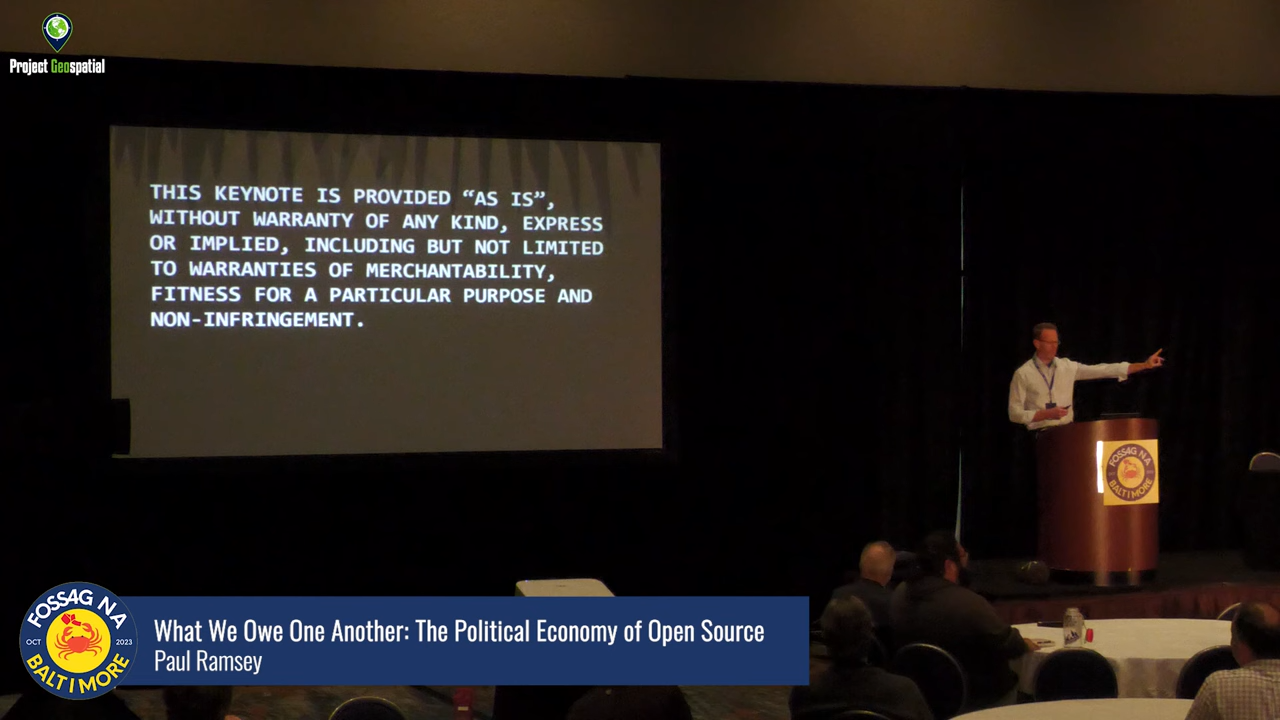 Project Geospatial
THIS KEYNOTE IS PROVIDED “AS IS”,
WITHOUT WARRANTY OF ANY KIND, EXPRESS
OR IMPLIED, INCLUDING BUT NOT LIMITED
TO WARRANTIES OF MERCHANTABILITY,
FITNESS FOR A PARTICULAR PURPOSE AND
NON-INFRINGEMENT.
FOSS4G NA
BALTIMORE
FOSS4G NA
OCT 2023
BALTIMORE
What We Owe One Another: The Political Economy of Open Source
Paul Ramsey